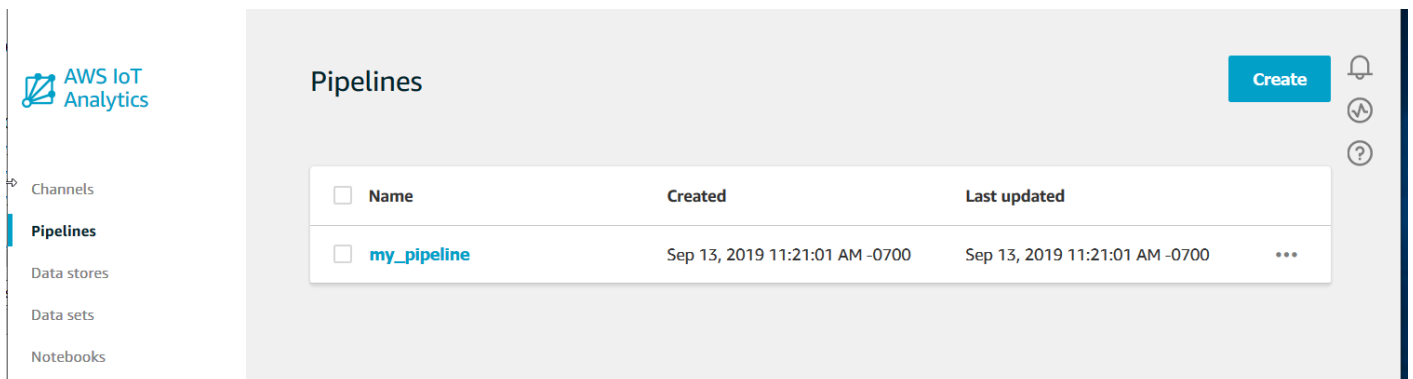 AWS IoT
Analytics
Channels
Pipelines
Data stores
Data sets
Notebooks
Pipelines
Create
Name Created Last updated
my_pipeline Sep 13, 2019 11:21:01 AM -0700 Sep 13, 2019 11:21:01 AM -0700